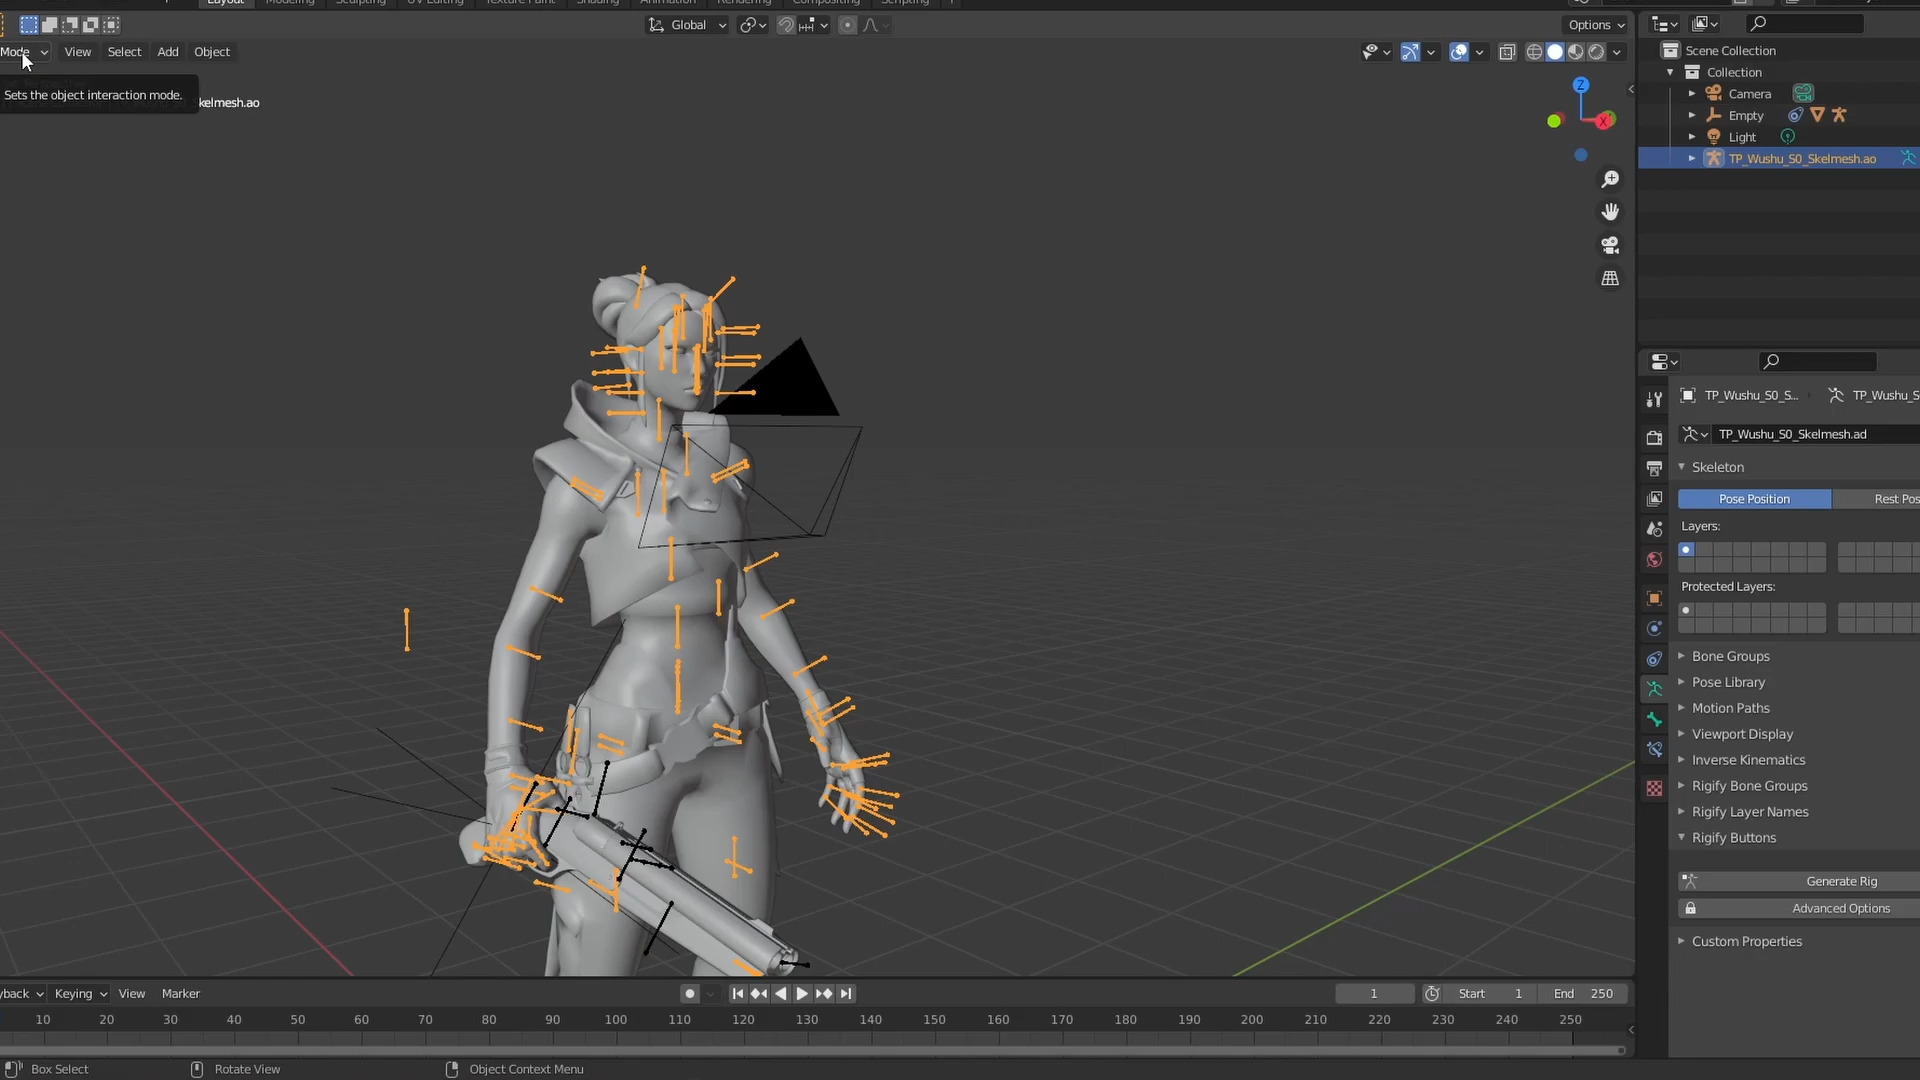 Layout Modeling Sculpting UV Editing Texture Paint Shading Animation Rendering Compositing Scripting
Global
Options
Mode View Select Add Object
Sets the object interaction mode.
kelmesh.ao
Z
X
Scene Collection
Collection
Camera
Empty
Light
TP_Wushu_S0_Skelmesh.ao
TP_Wushu_S0_S... TP_Wushu_S
TP_Wushu_S0_Skelmesh.ad
Skeleton
Pose Position Rest Pos
Layers:
Protected Layers:
Bone Groups
Pose Library
Motion Paths
Viewport Display
Inverse Kinematics
Rigify Bone Groups
Rigify Layer Names
Rigify Buttons
Generate Rig
Advanced Options
Custom Properties
yback Keying View Marker 1 Start 1 End 250
10 20 30 40 50 60 70 80 90 100 110 120 130 140 150 160 170 180 190 200 210 220 230 240 250
Box Select Rotate View Object Context Menu